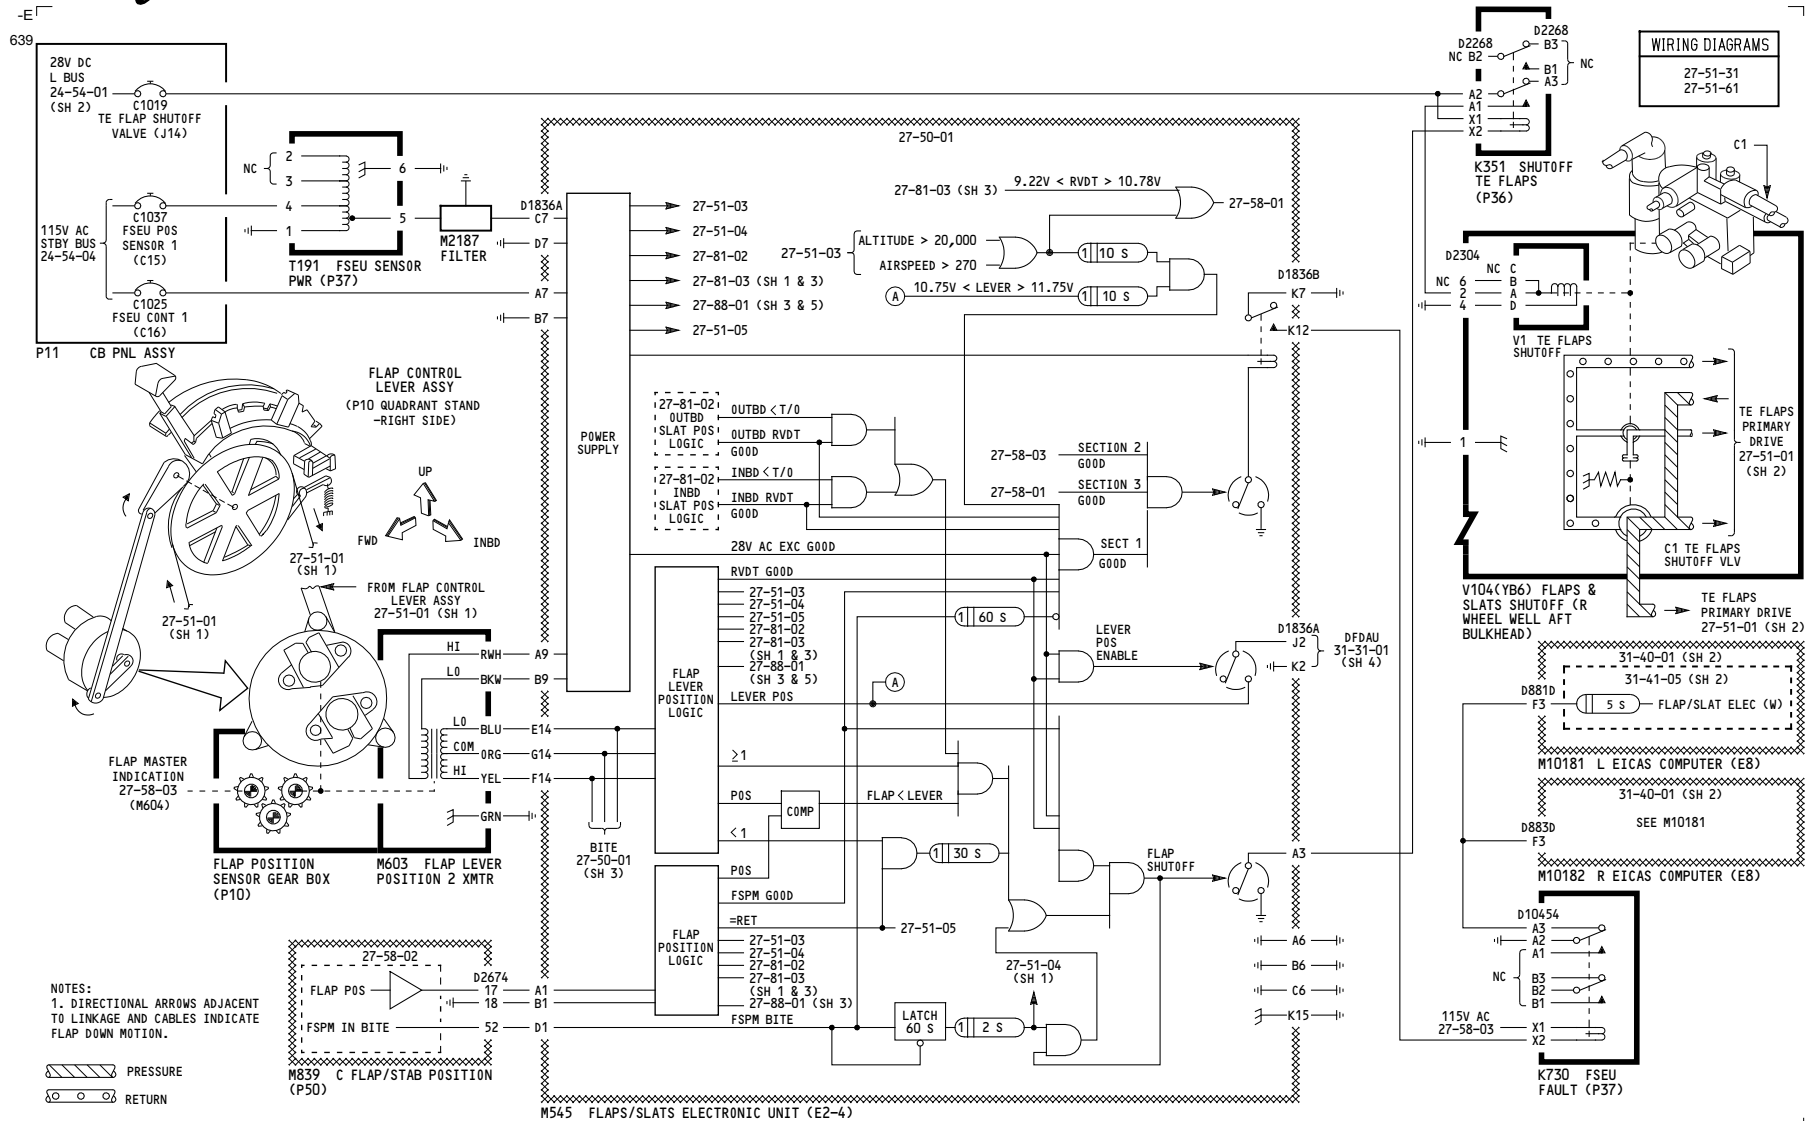 -E
639
28V DC
L BUS
24-54-01
(SH 2)
C1019
TE FLAP SHUTOFF
VALVE (J14)
115V AC
STBY BUS
24-54-04
C1037
FSEU POS
SENSOR 1
(C15)
C1025
FSEU CONT 1
(C16)
P11 CB PNL ASSY
NC
2
3
4
1
6
5
T191 FSEU SENSOR
PWR (P37)
M2187
FILTER
27-50-01
D1836A
C7
D7
A7
B7
POWER
SUPPLY
27-51-03
27-51-04
27-81-02
27-81-03 (SH 1 & 3)
27-88-01 (SH 3 & 5)
27-51-05
27-81-03 (SH 3)
9.22V < RVDT > 10.78V
27-58-01
27-51-03
ALTITUDE > 20,000
AIRSPEED > 270
1 10 S
A
10.75V < LEVER > 11.75V
1 10 S
D1836B
K7
K12
27-81-02
OUTBD
SLAT POS
LOGIC
OUTBD < T/O
OUTBD RVDT
GOOD
27-81-02
INBD
SLAT POS
LOGIC
INBD < T/O
INBD RVDT
GOOD
27-58-03
SECTION 2
GOOD
27-58-01
SECTION 3
GOOD
SECT 1
GOOD
28V AC EXC GOOD
RVDT GOOD
27-51-03
27-51-04
27-51-05
27-81-02
27-81-03
(SH 1 & 3)
27-88-01
(SH 3 & 5)
LEVER POS
FLAP
LEVER
POSITION
LOGIC
1 60 S
A
LEVER
POS
ENABLE
D1836A
J2
K2
DFDAU
31-31-01
(SH 4)
≥1
POS
COMP
FLAP < LEVER
<1
1 30 S
POS
FSPM GOOD
=RET
27-51-05
FLAP
POSITION
LOGIC
27-51-03
27-51-04
27-81-02
27-81-03
(SH 1 & 3)
27-88-01 (SH 3)
FSPM BITE
FLAP
SHUTOFF
A3
27-51-04
(SH 1)
LATCH
60 S
1 2 S
A6
B6
C6
K15
M545 FLAPS/SLATS ELECTRONIC UNIT (E2-4)
FLAP CONTROL
LEVER ASSY
(P10 QUADRANT STAND
-RIGHT SIDE)
UP
FWD
INBD
27-51-01
(SH 1)
27-51-01
(SH 1)
FROM FLAP CONTROL
LEVER ASSY
27-51-01 (SH 1)
HI
RWH
A9
LO
BKW
B9
LO
BLU
E14
COM
ORG
G14
HI
YEL
F14
GRN
BITE
27-50-01
(SH 3)
FLAP MASTER
INDICATION
27-58-03
(M604)
FLAP POSITION
SENSOR GEAR BOX
(P10)
M603 FLAP LEVER
POSITION 2 XMTR
27-58-02
FLAP POS
FSPM IN BITE
D2674
17
18
52
A1
B1
D1
M839 C FLAP/STAB POSITION
(P50)
NOTES:
1. DIRECTIONAL ARROWS ADJACENT
TO LINKAGE AND CABLES INDICATE
FLAP DOWN MOTION.
PRESSURE
RETURN
D2268
D2268
NC B2
B3
B1
A3
NC
A2
A1
X1
X2
K351 SHUTOFF
TE FLAPS
(P36)
WIRING DIAGRAMS
27-51-31
27-51-61
C1
D2304
NC 6
2
4
NC
C
B
A
D
V1 TE FLAPS
SHUTOFF
1
TE FLAPS
PRIMARY
DRIVE
27-51-01
(SH 2)
C1 TE FLAPS
SHUTOFF VLV
V104(YB6) FLAPS &
SLATS SHUTOFF (R
WHEEL WELL AFT
BULKHEAD)
TE FLAPS
PRIMARY DRIVE
27-51-01 (SH 2)
31-40-01 (SH 2)
31-41-05 (SH 2)
D881D
F3
5 S
FLAP/SLAT ELEC (W)
M10181 L EICAS COMPUTER (E8)
31-40-01 (SH 2)
SEE M10181
D883D
F3
M10182 R EICAS COMPUTER (E8)
D10454
A3
A2
A1
NC
B3
B2
B1
115V AC
27-58-03
X1
X2
K730 FSEU
FAULT (P37)